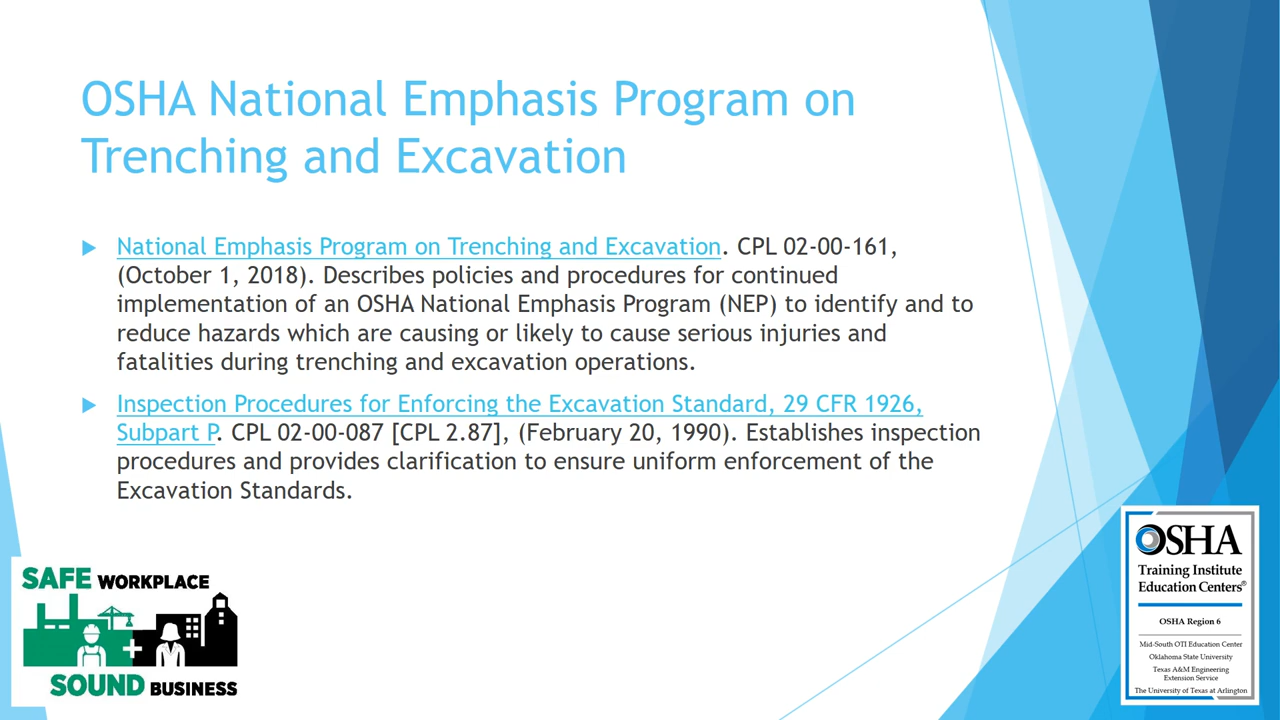 OSHA National Emphasis Program on
Trenching and Excavation
National Emphasis Program on Trenching and Excavation. CPL 02-00-161,
(October 1, 2018). Describes policies and procedures for continued
implementation of an OSHA National Emphasis Program (NEP) to identify and to
reduce hazards which are causing or likely to cause serious injuries and
fatalities during trenching and excavation operations.
Inspection Procedures for Enforcing the Excavation Standard, 29 CFR 1926,
Subpart P. CPL 02-00-087 [CPL 2.87], (February 20, 1990). Establishes inspection
procedures and provides clarification to ensure uniform enforcement of the
Excavation Standards.
SAFE WORKPLACE
SOUND BUSINESS
OSHA
Training Institute
Education Centers®
OSHA Region 6
Mid-South OTI Education Center
Oklahoma State University
Texas A&M Engineering
Extension Service
The University of Texas at Arlington